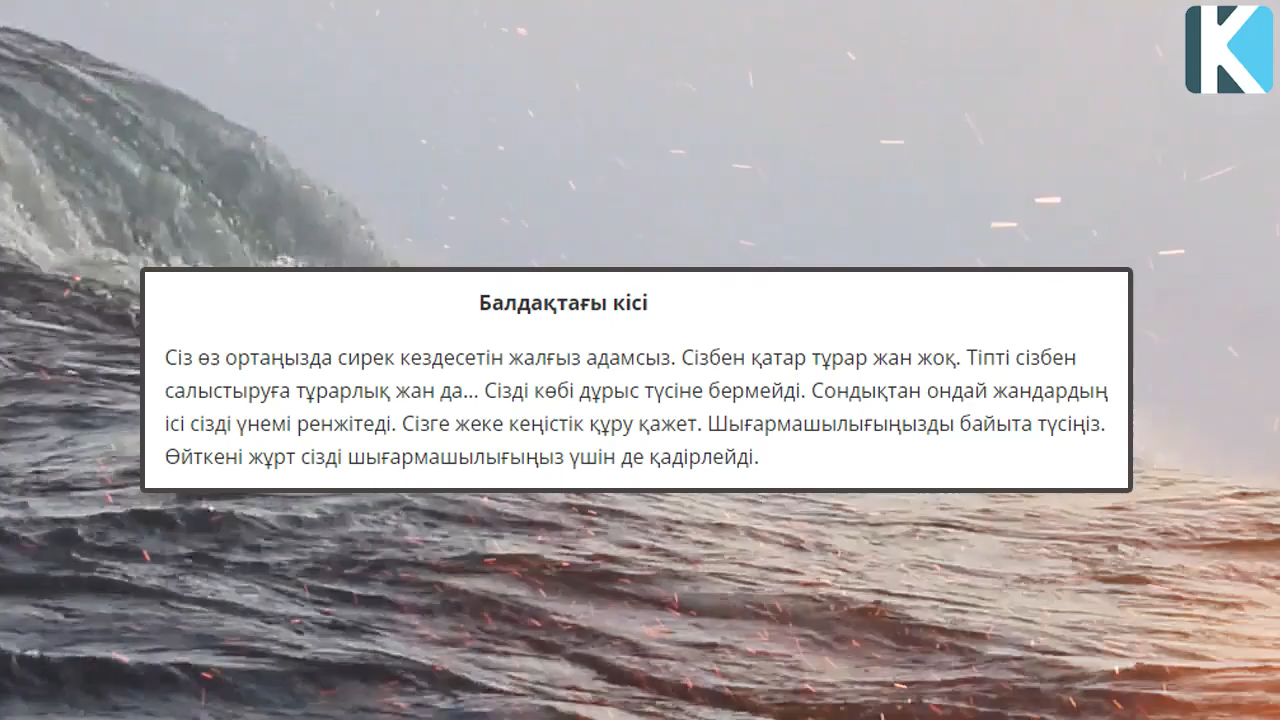 K
Балдақтағы кісі
Сіз өз ортаңызда сирек кездесетін жалғыз адамсыз. Сізбен қатар тұрар жан жоқ. Тіпті сізбен
салыстыруға тұрарлық жан да... Сізді көбі дұрыс түсіне бермейді. Сондықтан ондай жандардың
ісі сізді үнемі ренжітеді. Сізге жеке кеңістік құру қажет. Шығармашылығыңызды байыта түсіңіз.
Өйткені жұрт сізді шығармашылығыңыз үшін де қадірлейді.